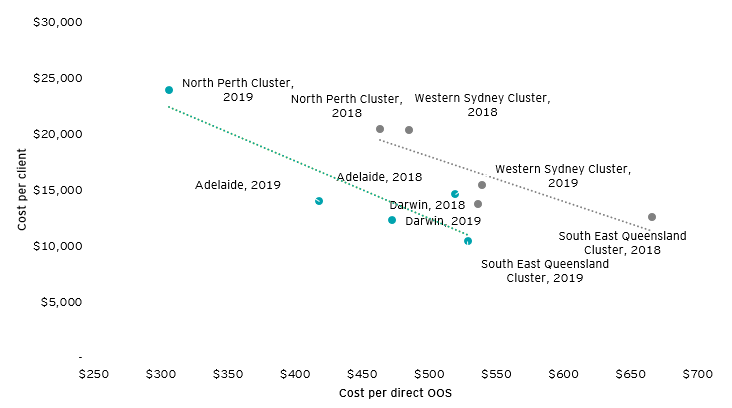 $30,000
$25,000
North Perth Cluster,
2019
North Perth Cluster,
2018
Western Sydney Cluster,
2018
$20,000
Cost per client
$15,000
Adelaide, 2019
Adelaide, 2018
Western Sydney Cluster,
2019
Darwin, 2018
Darwin, 2019
$10,000
South East Queensland
Cluster, 2018
South East Queensland
Cluster, 2019
$5,000
-
$250 $300 $350 $400 $450 $500 $550 $600 $650 $700
Cost per direct OOS